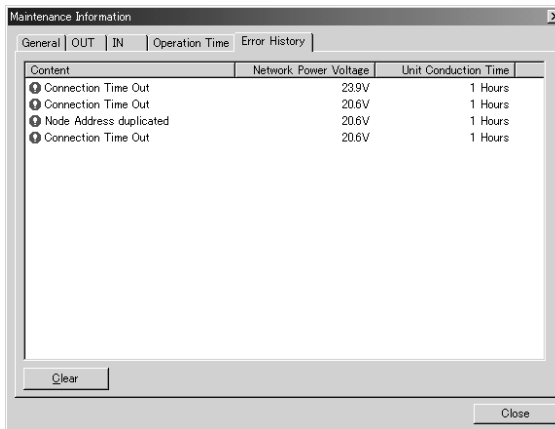 Maintenance Information
General OUT IN Operation Time Error History
Content Network Power Voltage Unit Conduction Time
Connection Time Out 23.9V 1 Hours
Connection Time Out 20.6V 1 Hours
Node Address duplicated 20.6V 1 Hours
Connection Time Out 20.6V 1 Hours
Clear
Close